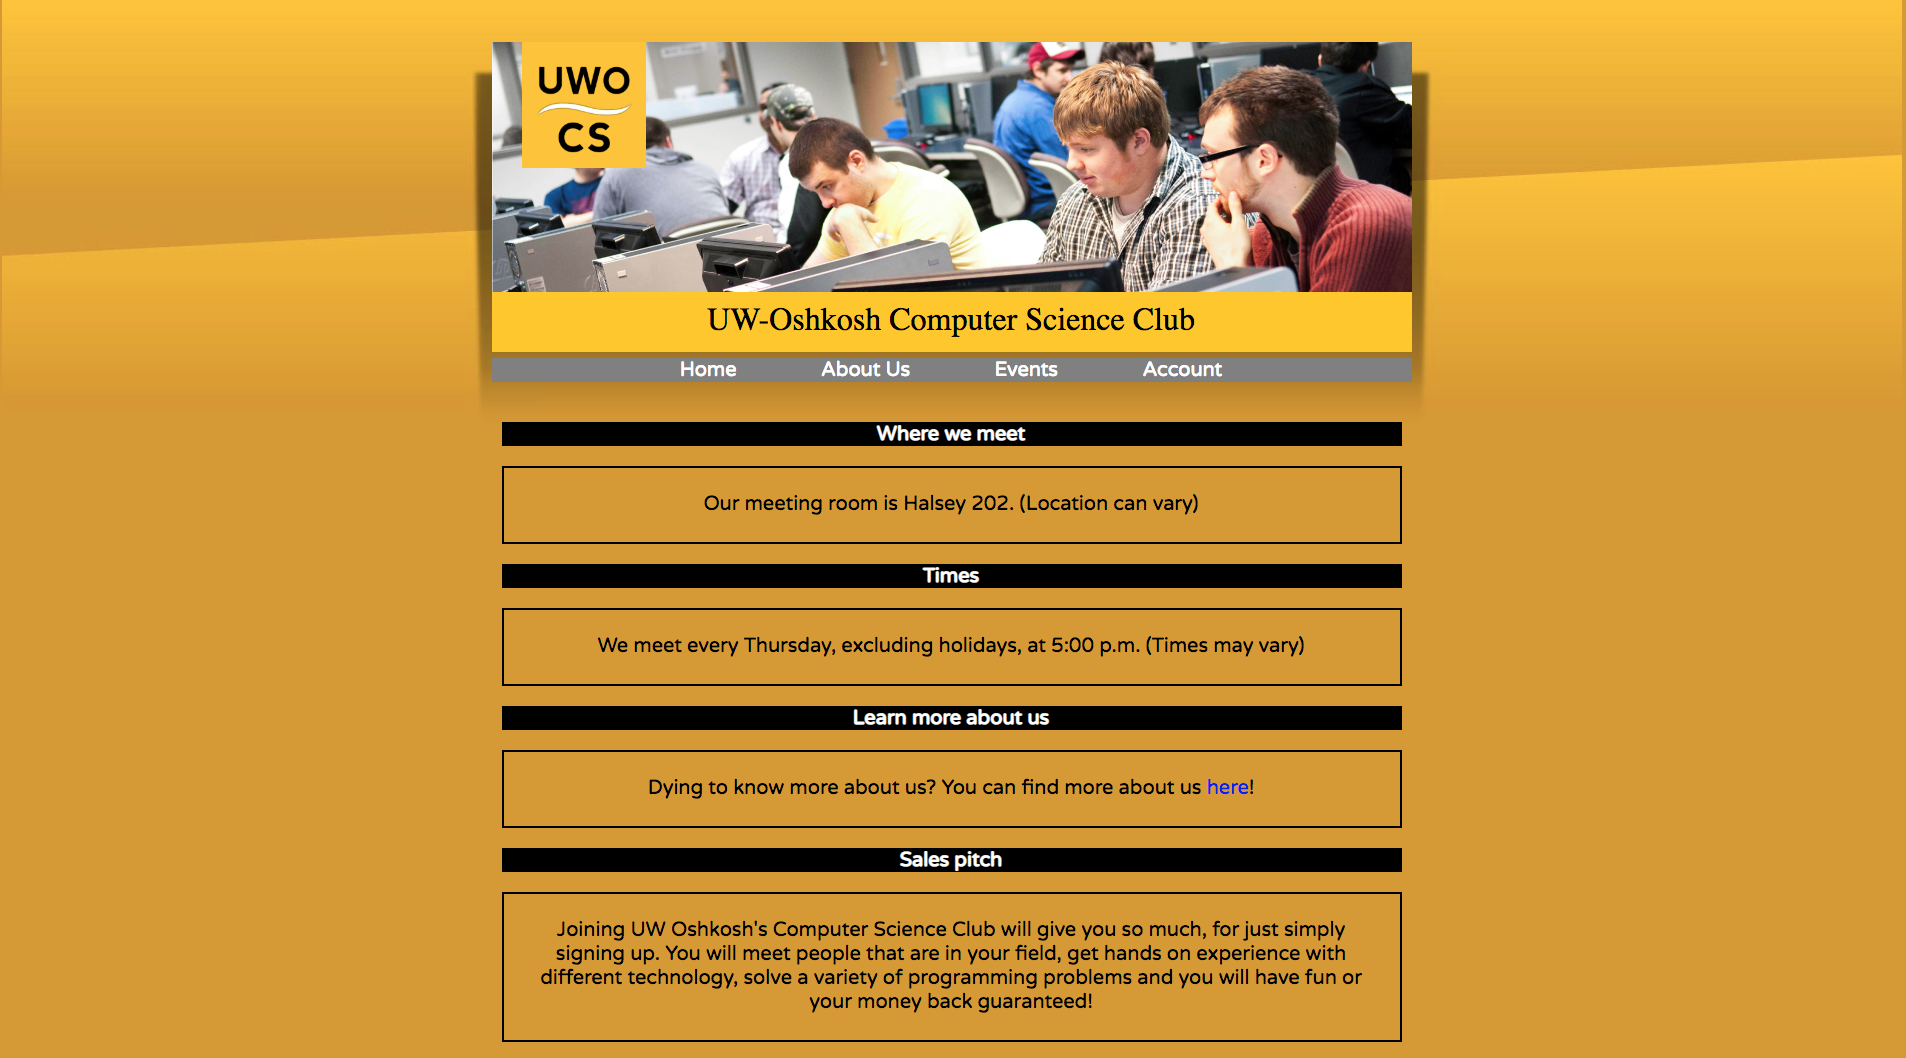 UWO
CS
UW-Oshkosh Computer Science Club
Home About Us Events Account
Where we meet
Our meeting room is Halsey 202. (Location can vary)
Times
We meet every Thursday, excluding holidays, at 5:00 p.m. (Times may vary)
Learn more about us
Dying to know more about us? You can find more about us here!
Sales pitch
Joining UW Oshkosh's Computer Science Club will give you so much, for just simply
signing up. You will meet people that are in your field, get hands on experience with
different technology, solve a variety of programming problems and you will have fun or
your money back guaranteed!